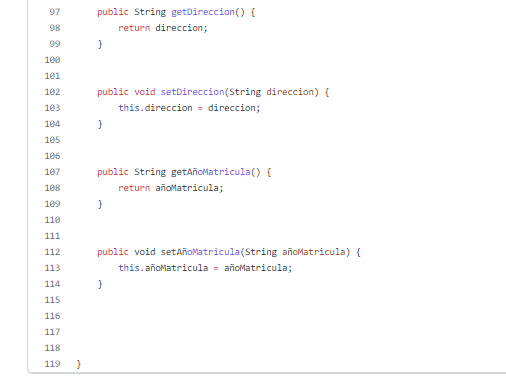 97 public String getDireccion() {
98 return direccion;
99 }
100
101
102 public void setDireccion(String direccion) {
103 this.direccion = direccion;
104 }
105
106
107 public String getAñoMatricula() {
108 return añoMatricula;
109 }
110
111
112 public void setAñoMatricula(String añoMatricula) {
113 this.añoMatricula = añoMatricula;
114 }
115
116
117
118
119 }